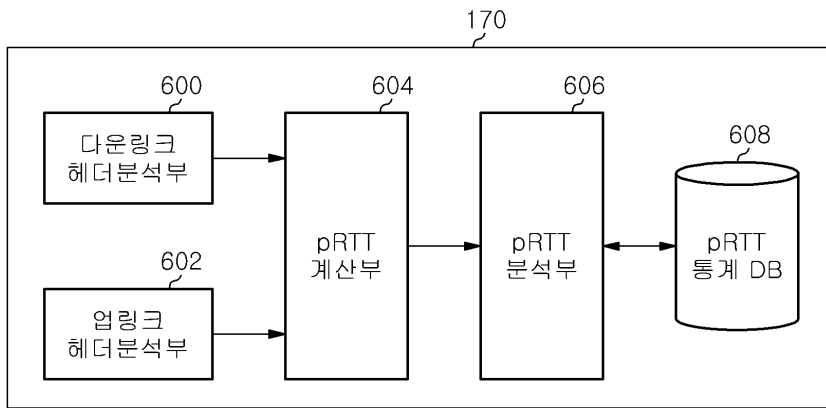 170
600
다운링크
헤더분석부
602
업링크
헤더분석부
604
pRTT
계산부
606
pRTT
분석부
608
pRTT
통계 DB